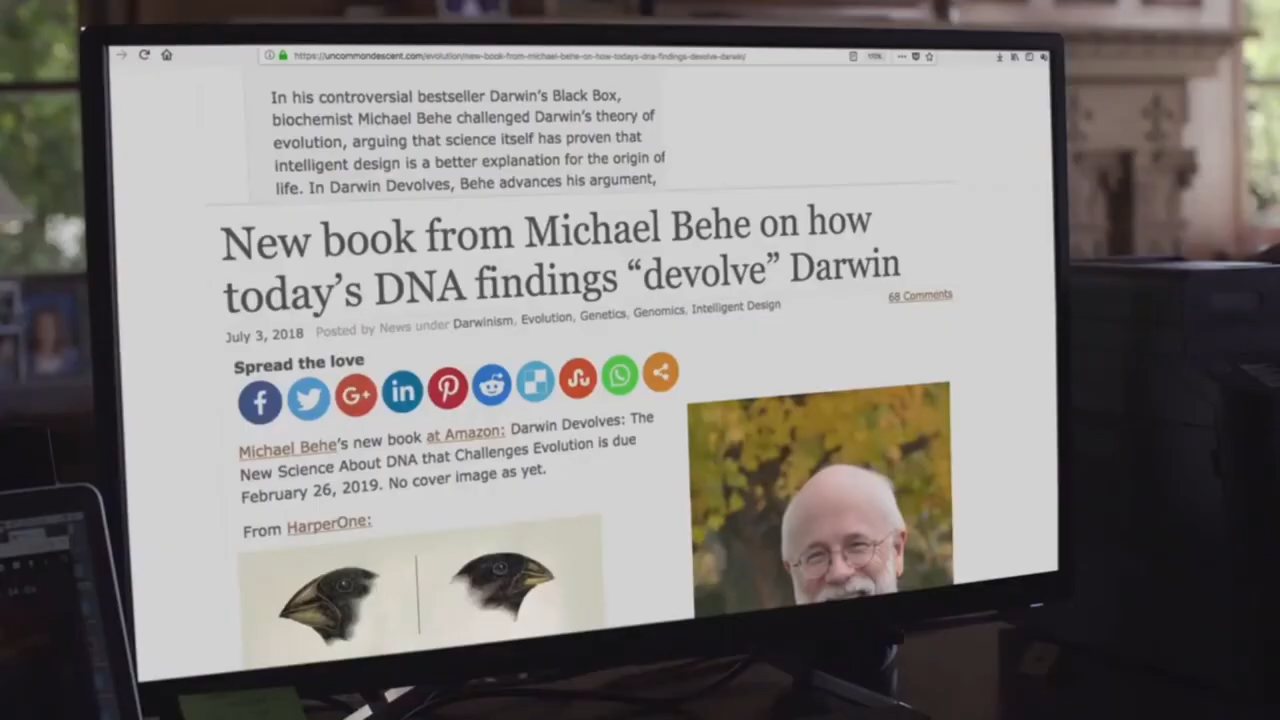 https://uncommondescent.com/evolution/new-book-from-michael-behe-on-how-todays-dna-findings-devolve-darwin/
In his controversial bestseller Darwin's Black Box,
biochemist Michael Behe challenged Darwin's theory of
evolution, arguing that science itself has proven that
intelligent design is a better explanation for the origin of
life. In Darwin Devolves, Behe advances his argument,
New book from Michael Behe on how
today's DNA findings “devolve” Darwin
68 Comments
July 3, 2018 Posted by News under Darwinism, Evolution, Genetics, Genomics, Intelligent Design
Spread the love
Michael Behe's new book at Amazon: Darwin Devolves: The
New Science About DNA that Challenges Evolution is due
February 26, 2019. No cover image as yet.
From HarperOne: